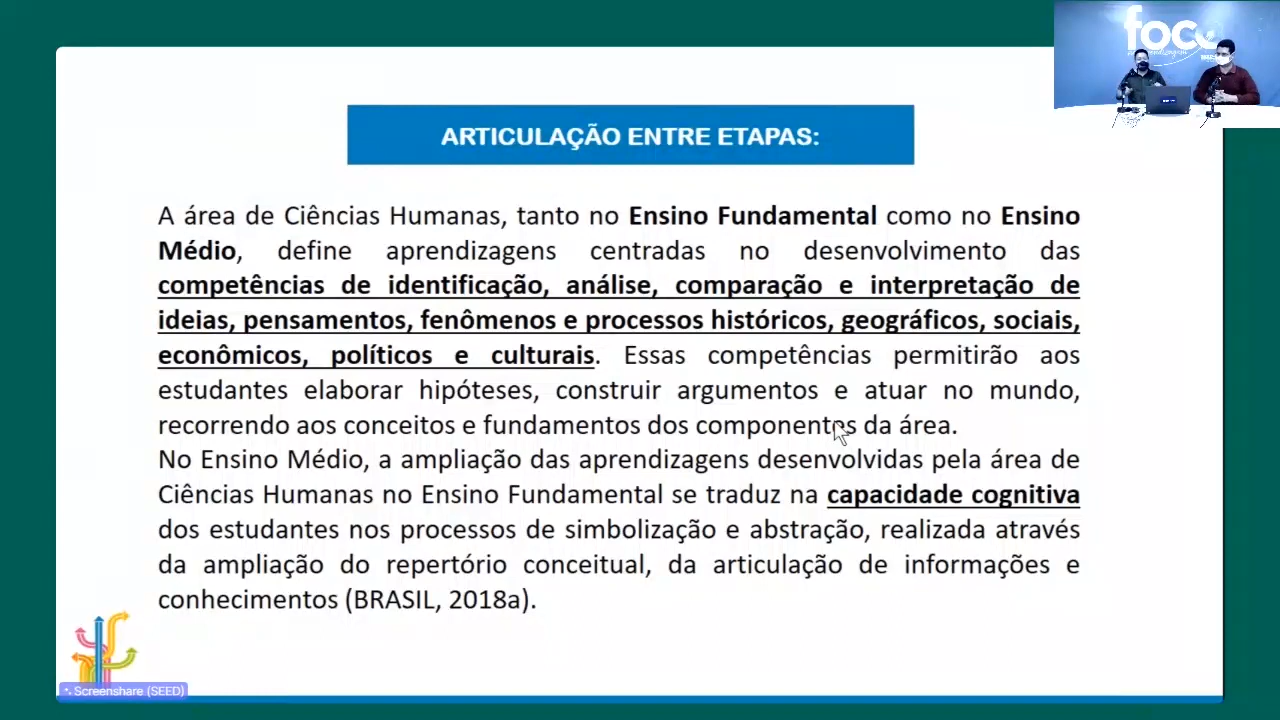 foco
ARTICULAÇÃO ENTRE ETAPAS:
A área de Ciências Humanas, tanto no Ensino Fundamental como no Ensino
Médio, define aprendizagens centradas no desenvolvimento das
competências de identificação, análise, comparação e interpretação de
ideias, pensamentos, fenômenos e processos históricos, geográficos, sociais,
econômicos, políticos e culturais. Essas competências permitirão aos
estudantes elaborar hipóteses, construir argumentos e atuar no mundo,
recorrendo aos conceitos e fundamentos dos componentes da área.
No Ensino Médio, a ampliação das aprendizagens desenvolvidas pela área de
Ciências Humanas no Ensino Fundamental se traduz na capacidade cognitiva
dos estudantes nos processos de simbolização e abstração, realizada através
da ampliação do repertório conceitual, da articulação de informações e
conhecimentos (BRASIL, 2018a).
Screenshare (SEED)